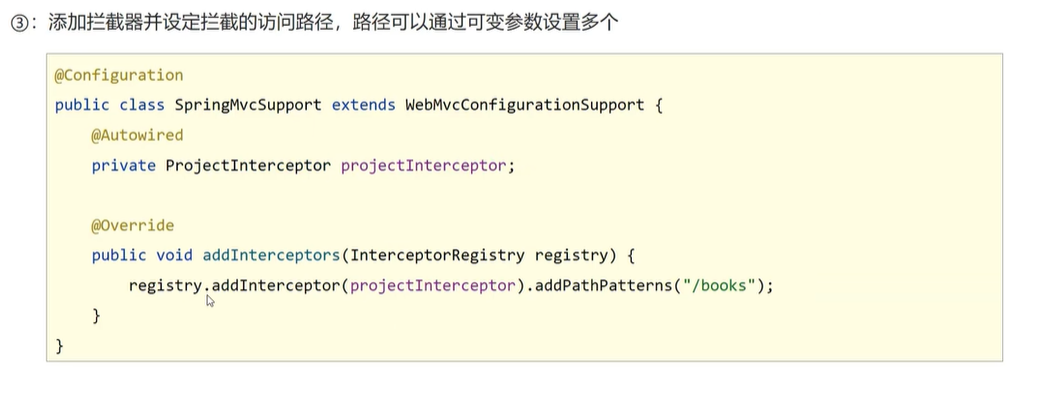 ③：添加拦截器并设定拦截的访问路径，路径可以通过可变参数设置多个
@Configuration
public class SpringMvcSupport extends WebMvcConfigurationSupport {
    @Autowired
    private ProjectInterceptor projectInterceptor;
    @Override
    public void addInterceptors(InterceptorRegistry registry) {
        registry.addInterceptor(projectInterceptor).addPathPatterns("/books");
    }
}